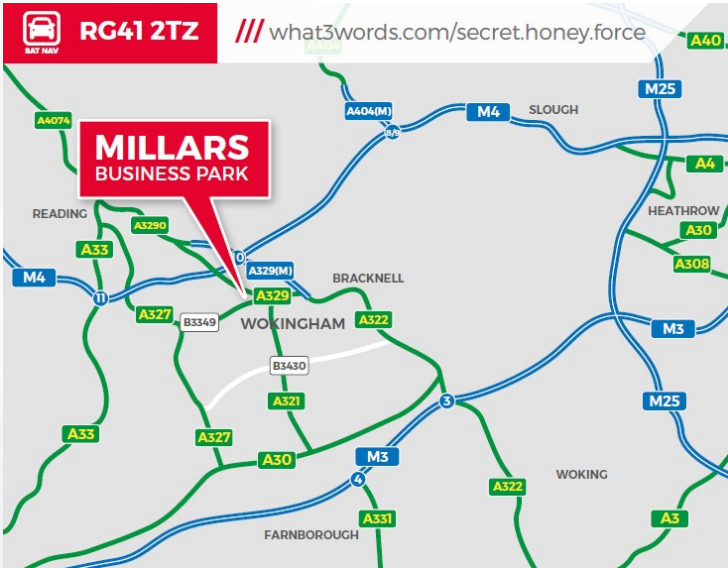 SAT NAV
RG41 2TZ
/// what3words.com/secret.honey.force
A404
A40
M25
A404(M)
M4
SLOUGH
8/9
A4074
MILLARS
BUSINESS PARK
A4
READING
HEATHROW
A3290
A30
A33
10
A308
M4
A329(M)
BRACKNELL
11
A329
A327
B3349
WOKINGHAM
A322
M3
B3430
A321
3
M25
A33
A327
A30
M3
WOKING
4
A322
A331
A3
FARNBOROUGH